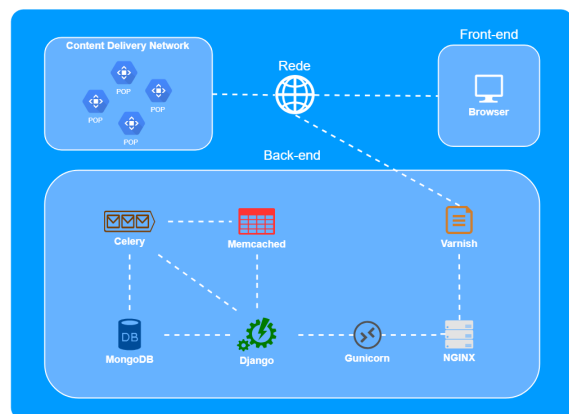 Front-end
Content Delivery Network
Rede
POP
POP
POP
POP
Browser
Back-end
Celery
Memcached
Varnish
DB
MongoDB
Django
Gunicorn
NGINX